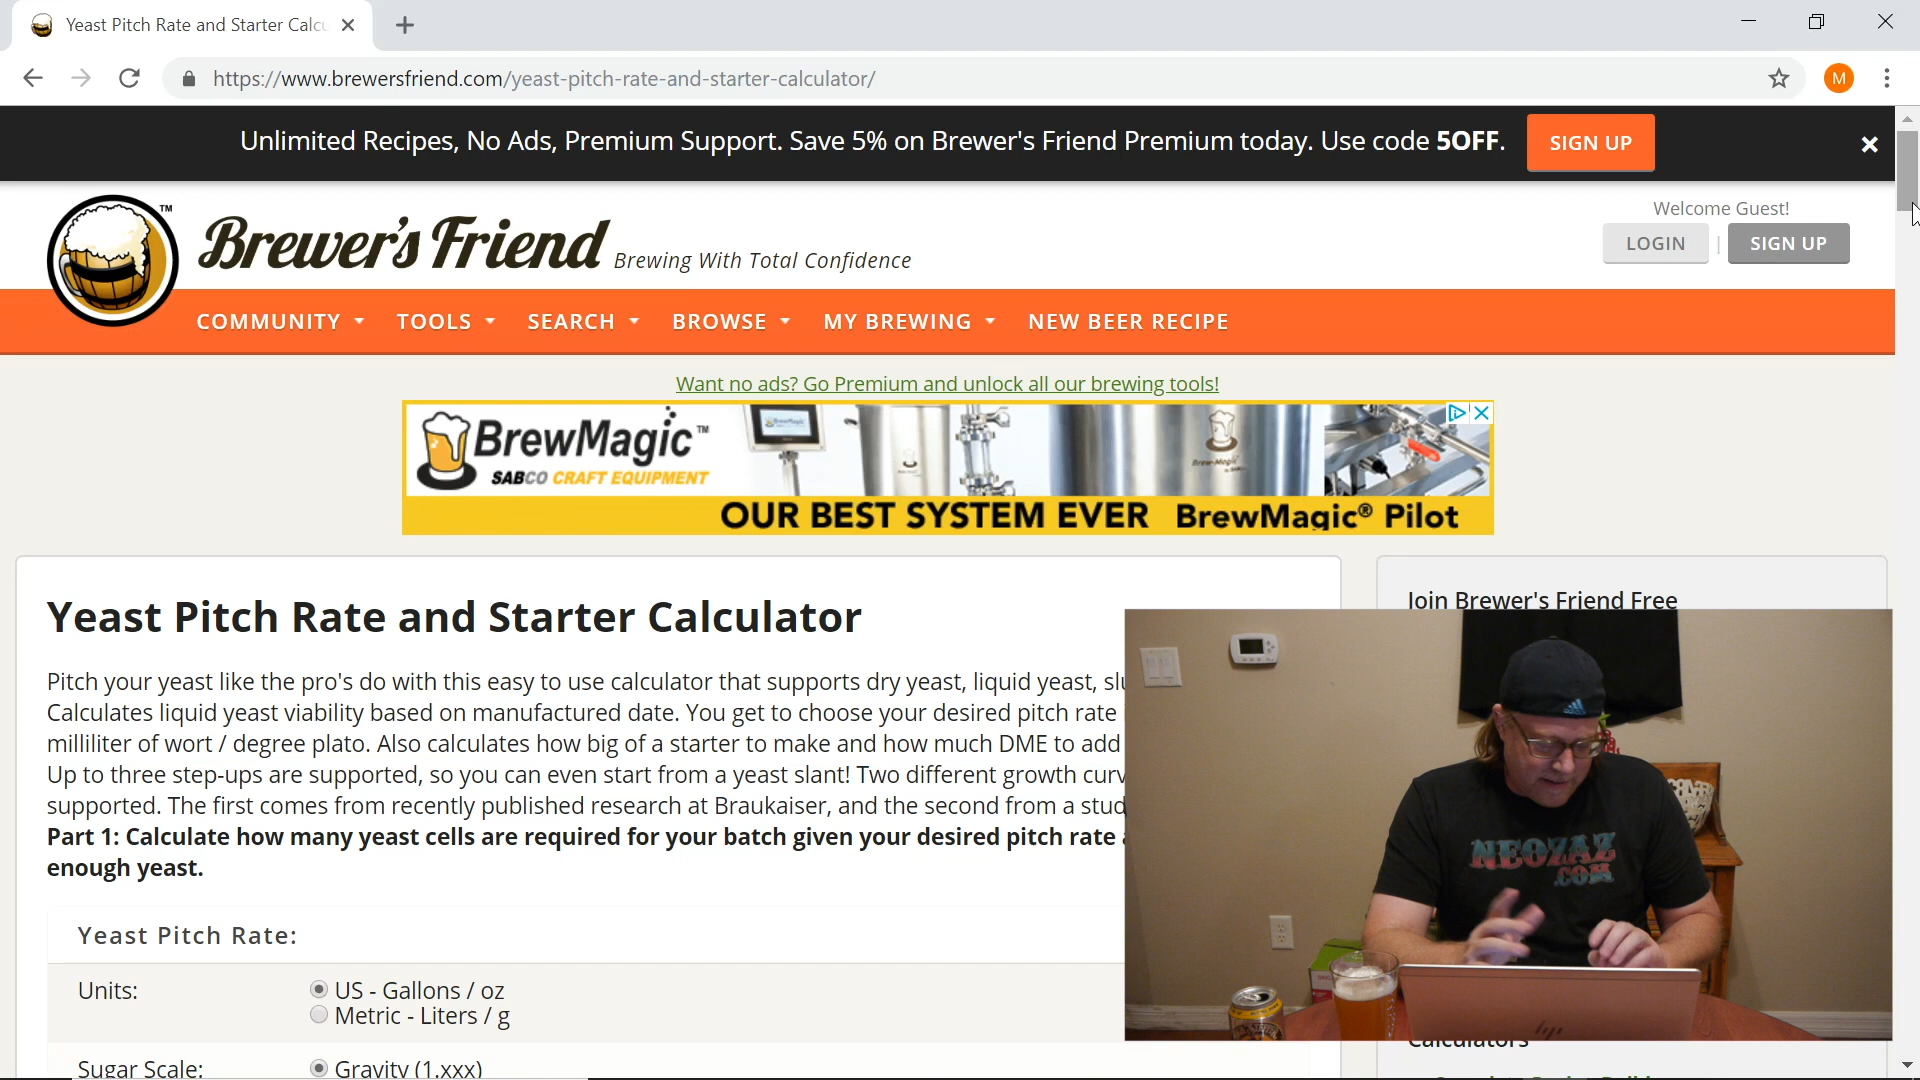 Yeast Pitch Rate and Starter Calcu
https://www.brewersfriend.com/yeast-pitch-rate-and-starter-calculator/
M
Unlimited Recipes, No Ads, Premium Support. Save 5% on Brewer's Friend Premium today. Use code 5OFF.
SIGN UP
Welcome Guest!
LOGIN | SIGN UP
Brewer's Friend Brewing With Total Confidence
TM
COMMUNITY TOOLS SEARCH BROWSE MY BREWING NEW BEER RECIPE
Want no ads? Go Premium and unlock all our brewing tools!
BrewMagic™
SABCO CRAFT EQUIPMENT
OUR BEST SYSTEM EVER BrewMagic® Pilot
Yeast Pitch Rate and Starter Calculator
Pitch your yeast like the pro's do with this easy to use calculator that supports dry yeast, liquid yeast,
Calculates liquid yeast viability based on manufactured date. You get to choose your desired pitch rate
milliliter of wort / degree plato. Also calculates how big of a starter to make and how much DME to add
Up to three step-ups are supported, so you can even start from a yeast slant! Two different growth curv
supported. The first comes from recently published research at Braukaiser, and the second from a stud
Part 1: Calculate how many yeast cells are required for your batch given your desired pitch rate
enough yeast.
Yeast Pitch Rate:
Units:
US - Gallons / oz
Metric - Liters / g
Sugar Scale:
Gravity (1.xxx)
Join Brewer's Friend Free
NEOZAZ
.COM
hp
Calculators